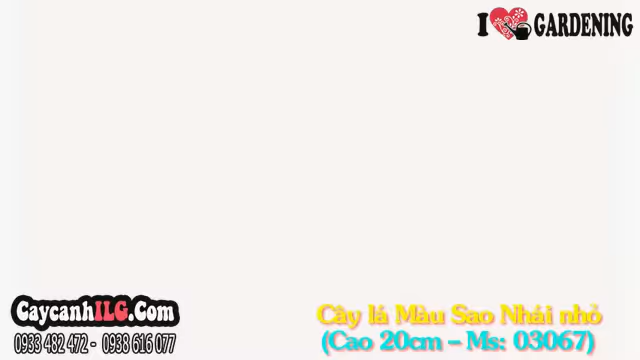 I GARDENING
CaycanhILG.Com
0933 482 472 - 0938 616 077
Cây lá Màu Sao Nhái nhỏ
(Cao 20cm – Ms: 03067)